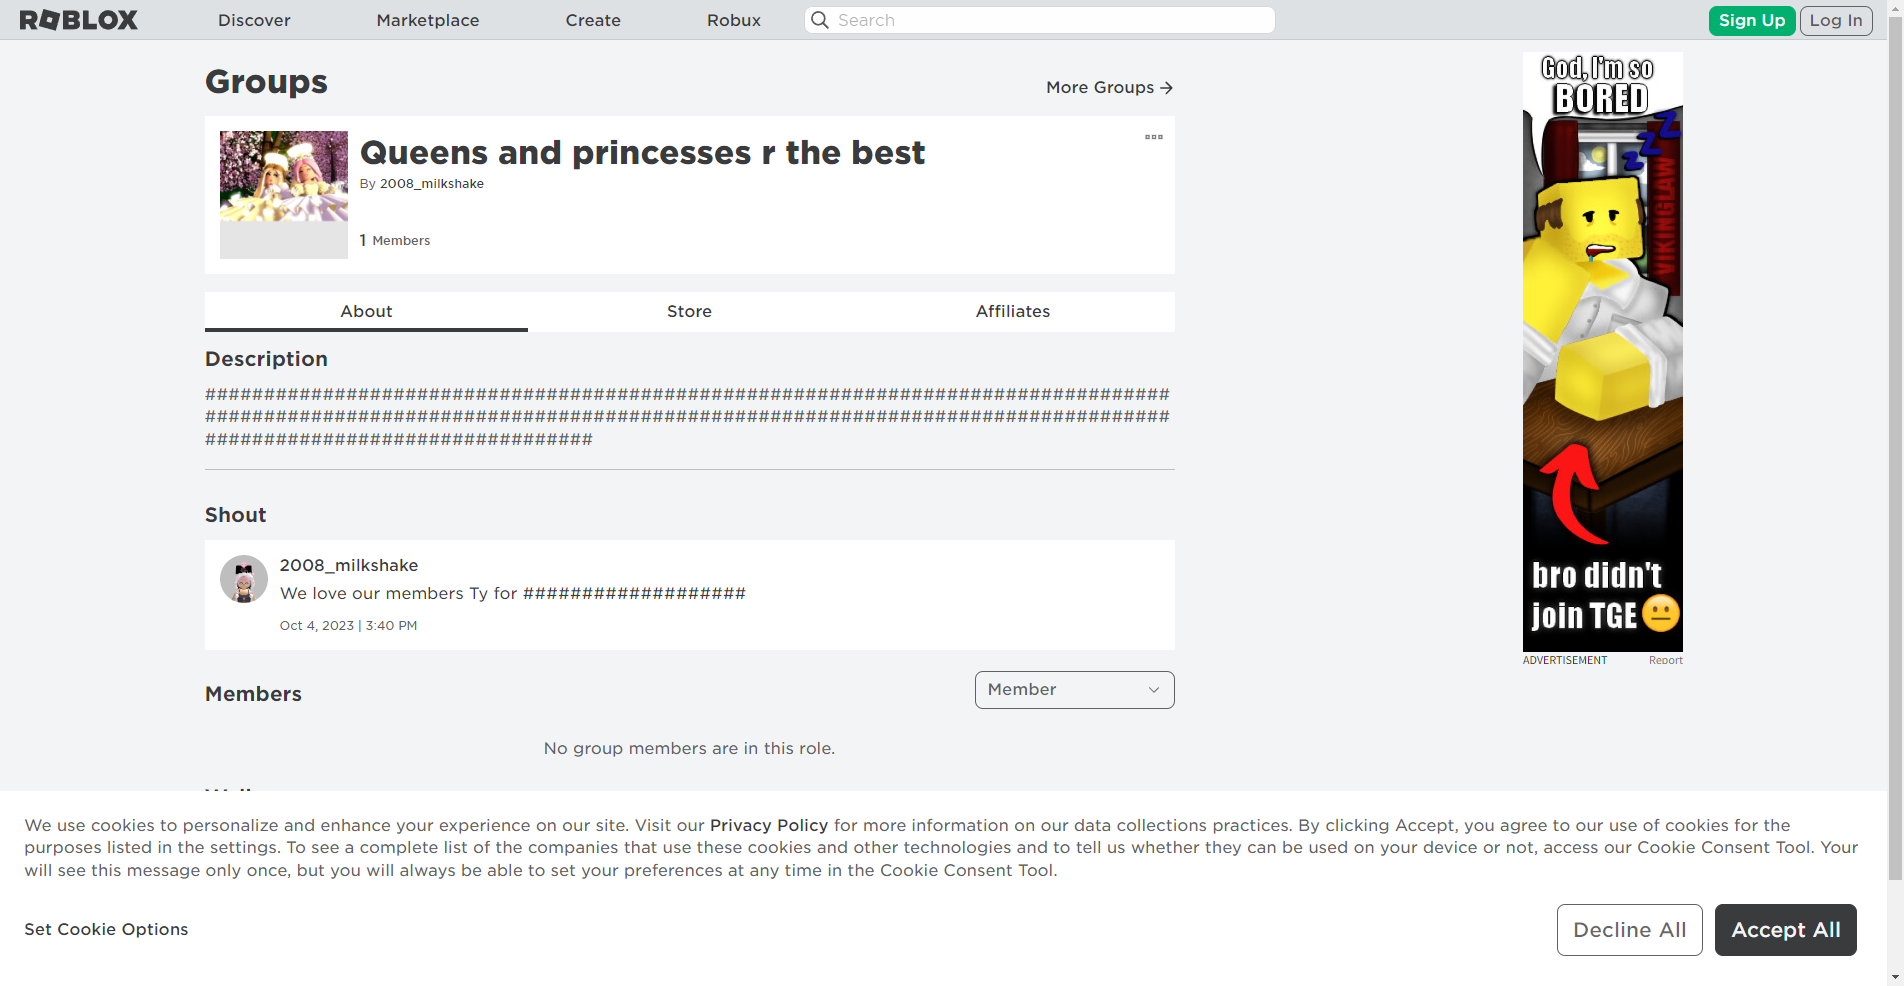 ROBLOX
Discover
Marketplace
Create
Robux
Search
Sign Up
Log In
Groups
More Groups →
Queens and princesses r the best
By 2008_milkshake
1 Members
About
Store
Affiliates
Description
##################################################################################
##################################################################################
#################################
Shout
2008_milkshake
We love our members Ty for ###################
Oct 4, 2023 | 3:40 PM
Members
Member
No group members are in this role.
God, I'm so
BORED
zzz
VIKINGLAW
bro didn't
join TGE
ADVERTISEMENT
Report
We use cookies to personalize and enhance your experience on our site. Visit our Privacy Policy for more information on our data collections practices. By clicking Accept, you agree to our use of cookies for the
purposes listed in the settings. To see a complete list of the companies that use these cookies and other technologies and to tell us whether they can be used on your device or not, access our Cookie Consent Tool. Your
will see this message only once, but you will always be able to set your preferences at any time in the Cookie Consent Tool.
Set Cookie Options
Decline All
Accept All